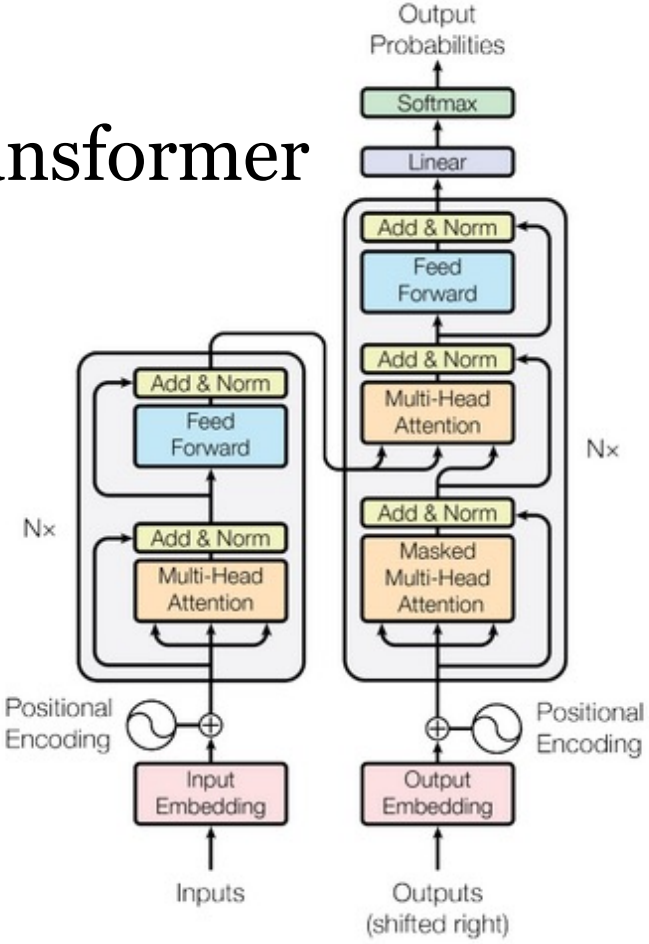 Output
Probabilities
Softmax
nsformer
Linear
Add & Norm
Feed
Forward
Add & Norm
Multi-Head
Attention
Add & Norm
Feed
Forward
N×
N×
Add & Norm
Masked
Multi-Head
Attention
Add & Norm
Multi-Head
Attention
Positional
Encoding
Positional
Encoding
Input
Embedding
Output
Embedding
Inputs
Outputs
(shifted right)